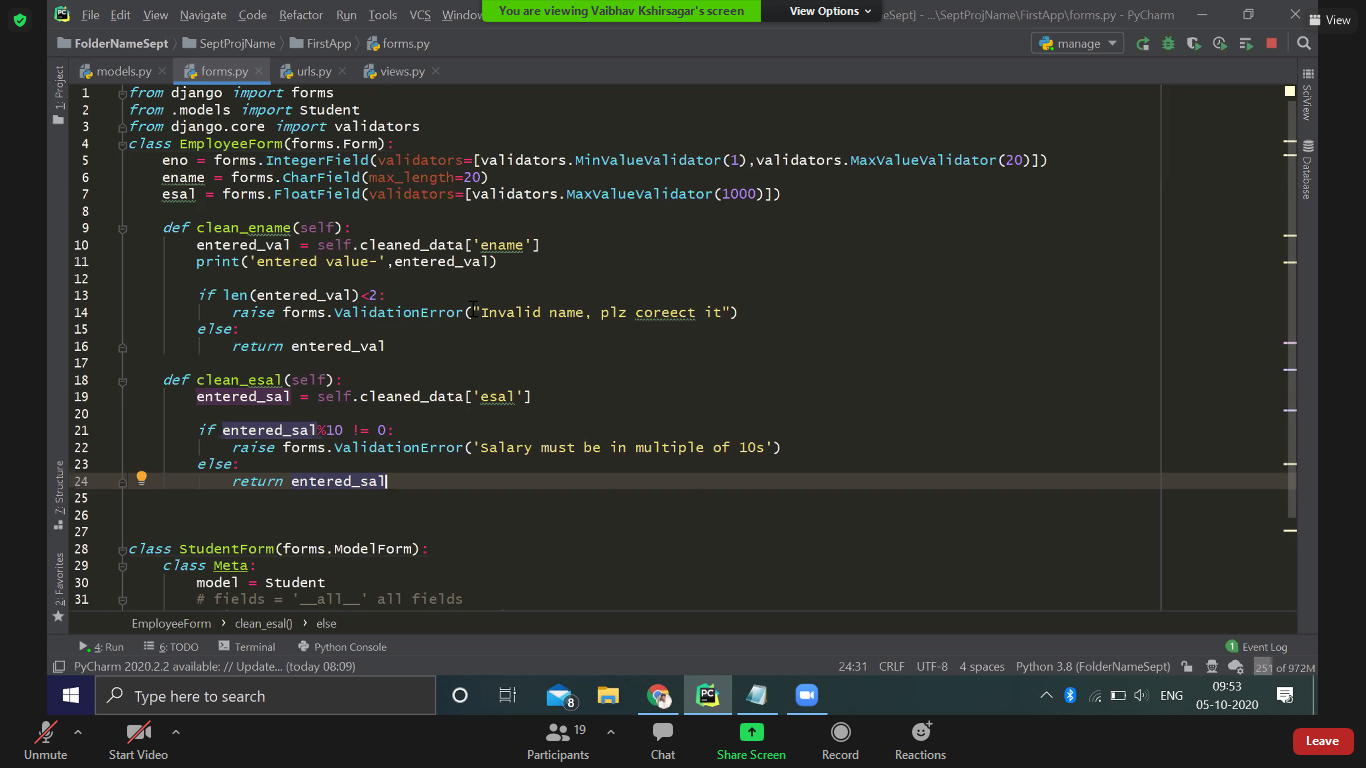 File Edit View Navigate Code Refactor Run Tools VCS Window
You are viewing Vaibhav Kshirsagar's screen
View Options
eSept] - ...\SeptProjName\FirstApp\forms.py - PyCharm
View
FolderNameSept SeptProjName FirstApp forms.py
manage
models.py forms.py urls.py views.py
1 from django import forms
2 from .models import Student
3 from django.core import validators
4 class EmployeeForm(forms.Form):
5 eno = forms.IntegerField(validators=[validators.MinValueValidator(1),validators.MaxValueValidator(20)])
6 ename = forms.CharField(max_length=20)
7 esal = forms.FloatField(validators=[validators.MaxValueValidator(1000)])
8
9 def clean_ename(self):
10 entered_val = self.cleaned_data['ename']
11 print('entered value-',entered_val)
12
13 if len(entered_val)<2:
14 raise forms.ValidationError("Invalid name, plz coreect it")
15 else:
16 return entered_val
17
18 def clean_esal(self):
19 entered_sal = self.cleaned_data['esal']
20
21 if entered_sal%10 != 0:
22 raise forms.ValidationError('Salary must be in multiple of 10s')
23 else:
24 return entered_sal
25
26
27
28 class StudentForm(forms.ModelForm):
29 class Meta:
30 model = Student
31 # fields = '__all__' all fields
1: Project
7: Structure
2: Favorites
SciView
Database
EmployeeForm › clean_esal() › else
4: Run 6: TODO Terminal Python Console
1 Event Log
PyCharm 2020.2.2 available: // Update... (today 08:09)
24:31 CRLF UTF-8 4 spaces Python 3.8 (FolderNameSept) 251 of 972M
Type here to search
8
PC
ENG
09:53
05-10-2020
19
Unmute Start Video Participants Chat Share Screen Record Reactions
Leave